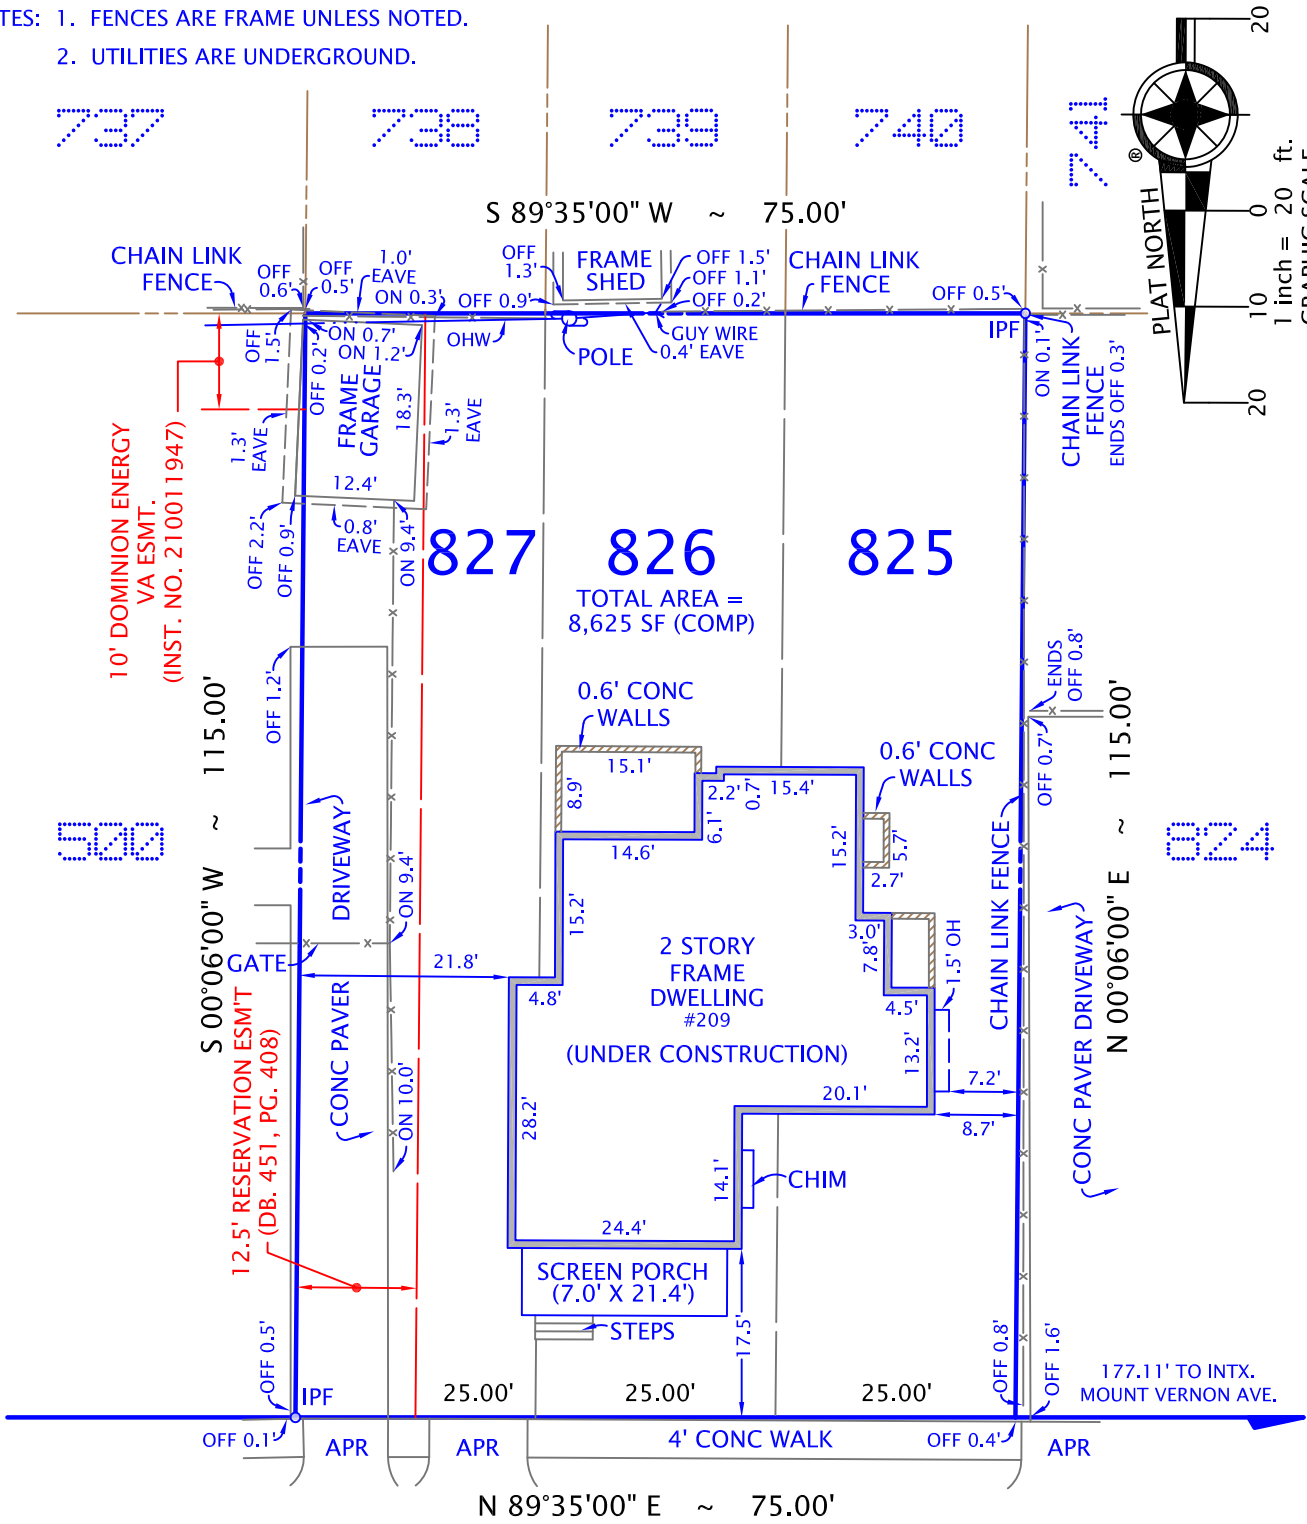 TES: 1. FENCES ARE FRAME UNLESS NOTED.
2. UTILITIES ARE UNDERGROUND.
737
738
739
740
741
20
10
0
10
20
PLAT NORTH
®
1 inch = 20 ft.
GRAPHIC SCALE
S 89°35'00" W ~ 75.00'
CHAIN LINK
FENCE
OFF
0.6'
OFF
0.5'
1.0'
EAVE
ON 0.3'
OFF 0.9'
OFF
1.3'
FRAME
SHED
OFF 1.5'
OFF 1.1'
OFF 0.2'
CHAIN LINK
FENCE
OFF 0.5'
IPF
OFF
1.5'
OFF 0.2'
ON 0.7'
ON 1.2'
OHW
POLE
GUY WIRE
0.4' EAVE
ON 0.1'
CHAIN LINK
FENCE
ENDS OFF 0.3'
FRAME
GARAGE
18.3'
12.4'
1.3'
EAVE
1.3'
EAVE
0.8'
EAVE
OFF 2.2'
OFF 0.9'
ON 9.4'
10' DOMINION ENERGY
VA ESMT.
(INST. NO. 210011947)
827
826
825
TOTAL AREA =
8,625 SF (COMP)
OFF 1.2'
S 00°06'00" W ~ 115.00'
0.6' CONC
WALLS
15.1'
8.9'
2.2'
0.7'
15.4'
6.1'
14.6'
0.6' CONC
WALLS
15.2'
5.7'
2.7'
ENDS
OFF 0.8'
OFF 0.7'
N 00°06'00" E ~ 115.00'
500
824
CONC PAVER DRIVEWAY
ON 9.4'
GATE
21.8'
15.2'
4.8'
2 STORY
FRAME
DWELLING
#209
(UNDER CONSTRUCTION)
3.0'
7.8'
4.5'
1.5' OH
13.2'
CHAIN LINK FENCE
CONC PAVER DRIVEWAY
7.2'
8.7'
20.1'
ON 10.0'
28.2'
14.1'
CHIM
24.4'
12.5' RESERVATION ESM'T
(DB. 451, PG. 408)
SCREEN PORCH
(7.0' X 21.4')
STEPS
17.5'
OFF 0.5'
IPF
25.00'
25.00'
25.00'
OFF 0.8'
OFF 1.6'
177.11' TO INTX.
MOUNT VERNON AVE.
OFF 0.1'
APR
APR
4' CONC WALK
OFF 0.4'
APR
N 89°35'00" E ~ 75.00'